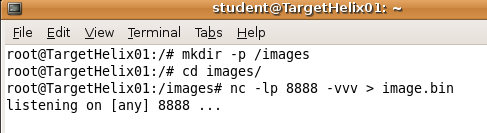 student@TargetHelix01: ~
File Edit View Terminal Tabs Help
root@TargetHelix01:/# mkdir -p /images
root@TargetHelix01:/# cd images/
root@TargetHelix01:/images# nc -lp 8888 -vvv > image.bin
listening on [any] 8888 ...